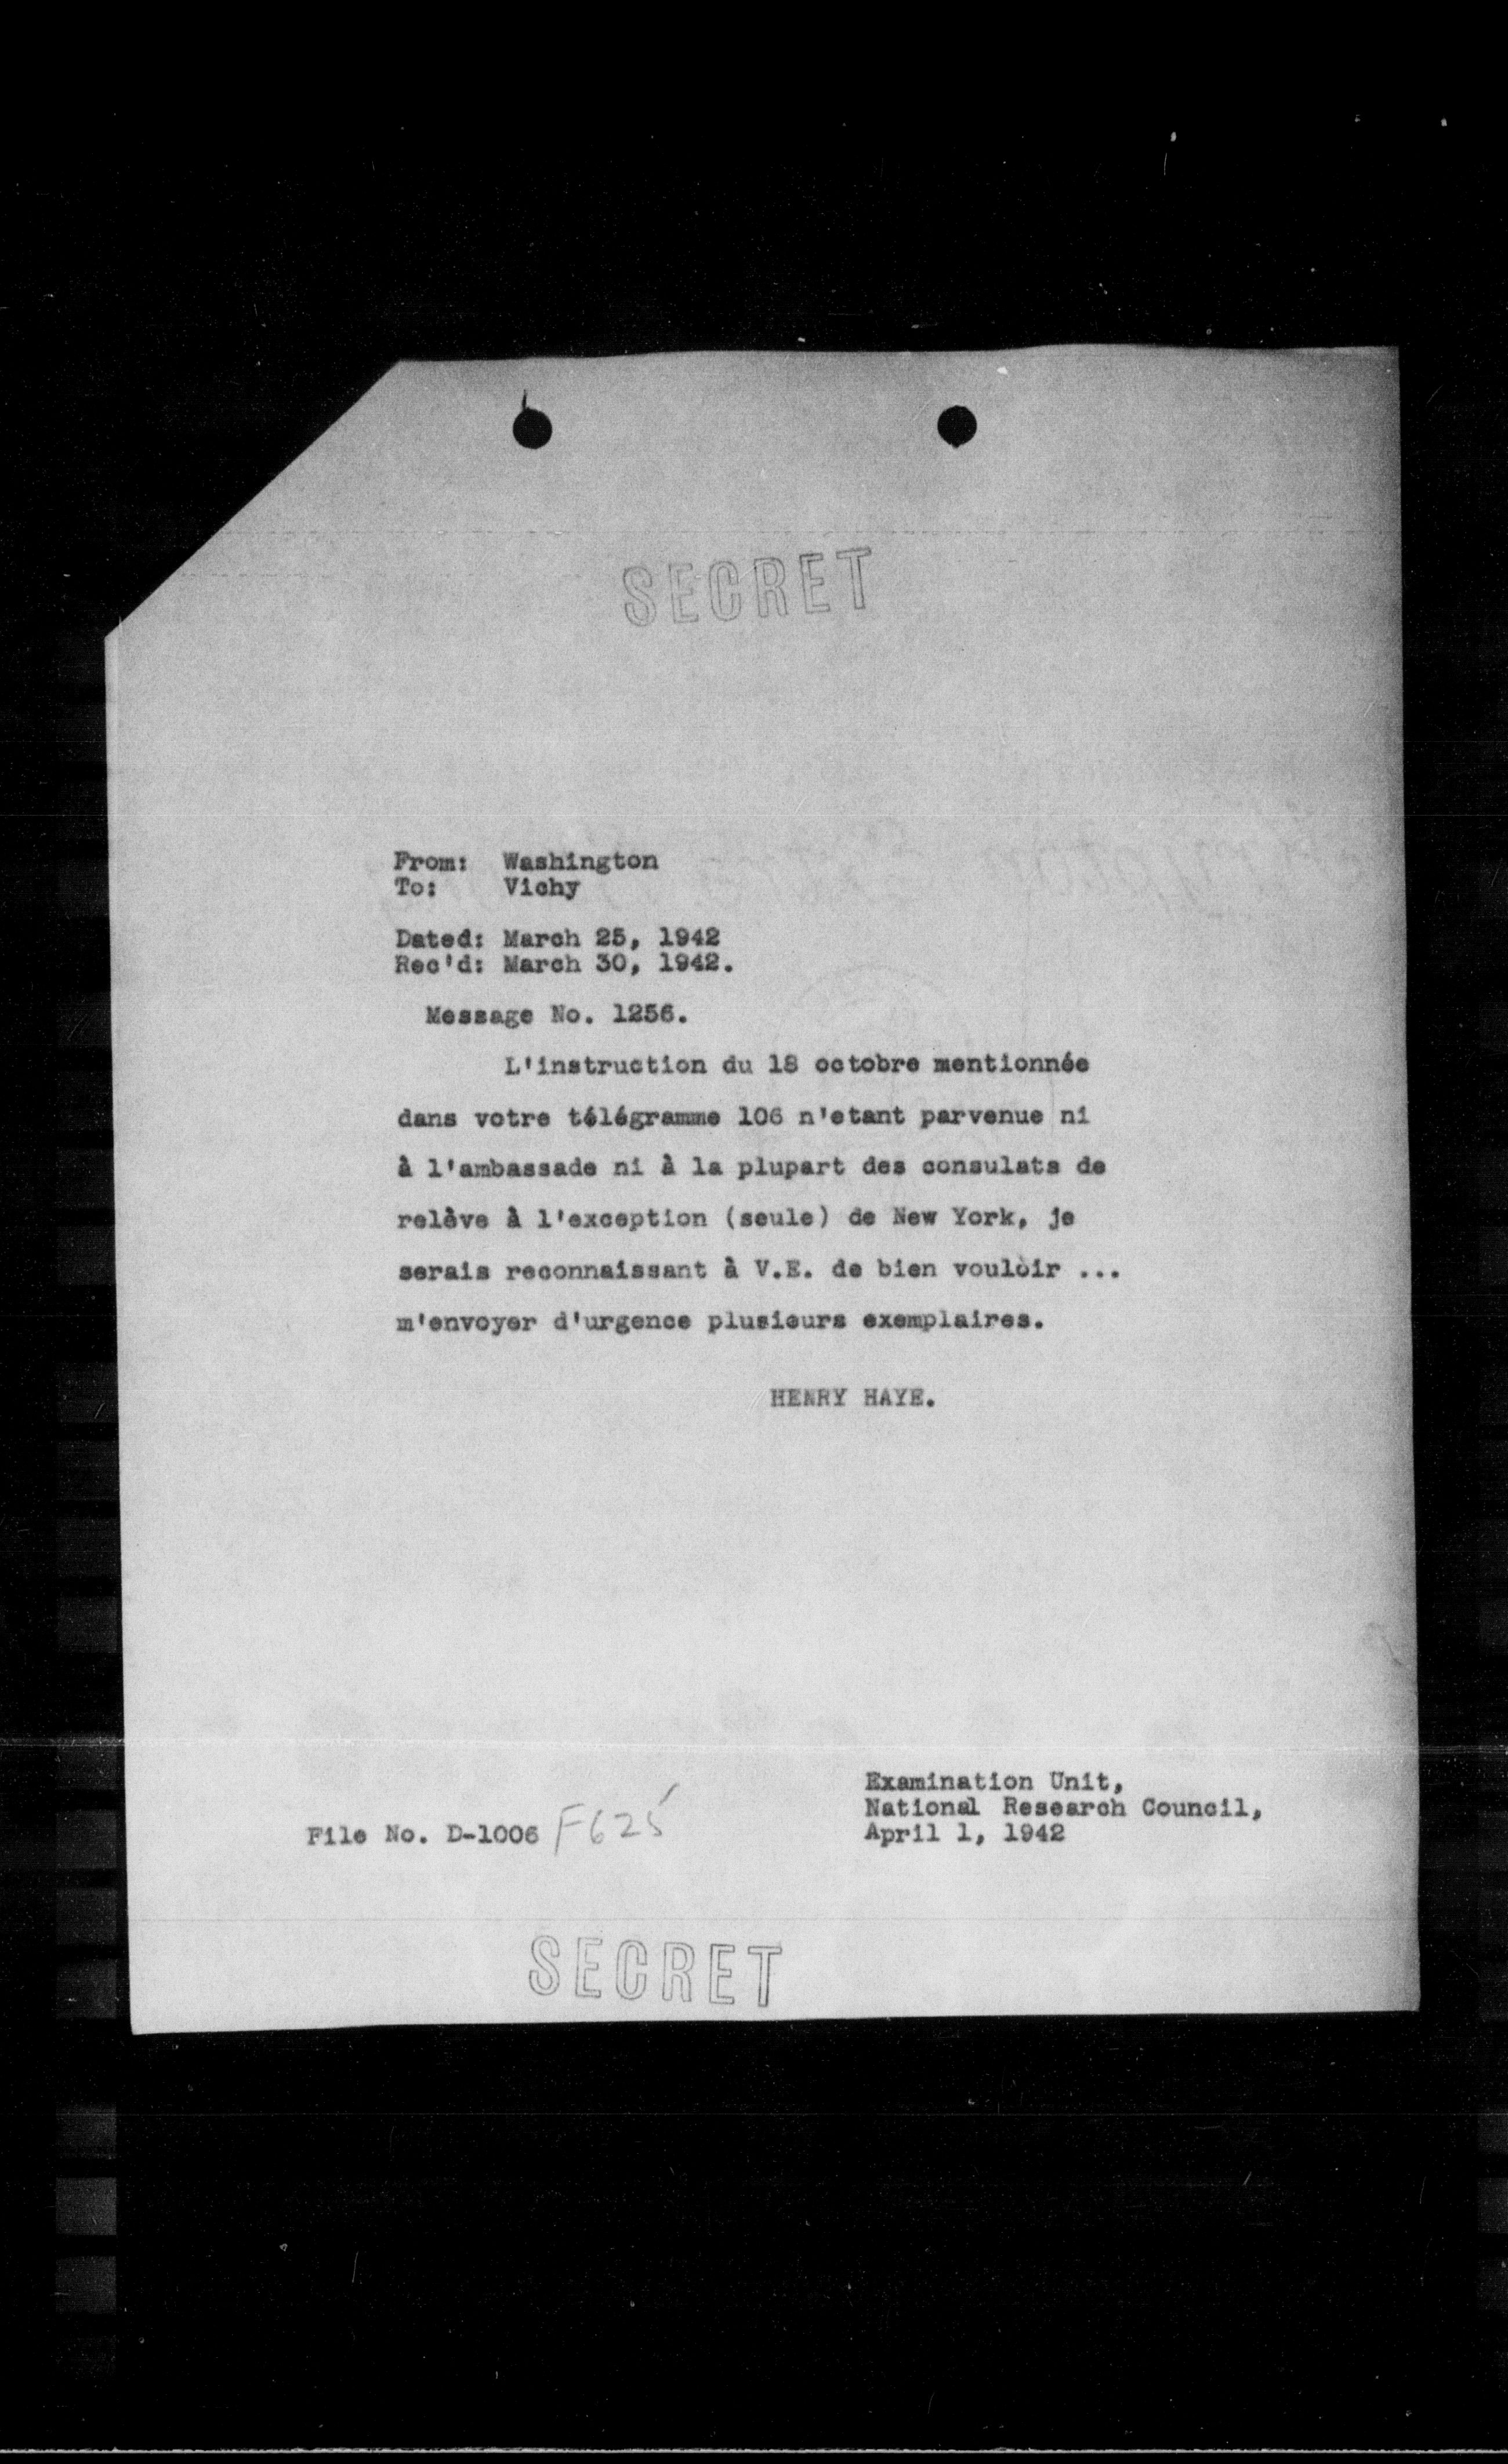 SECRET
From: Washington
To: Vichy
Dated: March 25, 1942
Rec'd: March 30, 1942.
Message No. 1256.
L'instruction du 18 octobre mentionnée
dans votre télégramme 106 n'etant parvenue ni
à l'ambassade ni à la plupart des consulats de
relève à l'exception (seule) de New York, je
serais reconnaissant à V.E. de bien vouloir ...
m'envoyer d'urgence plusieurs exemplaires.
HENRY HAYE.
Examination Unit,
National Research Council,
April 1, 1942
File No. D-1006 F625
SECRET